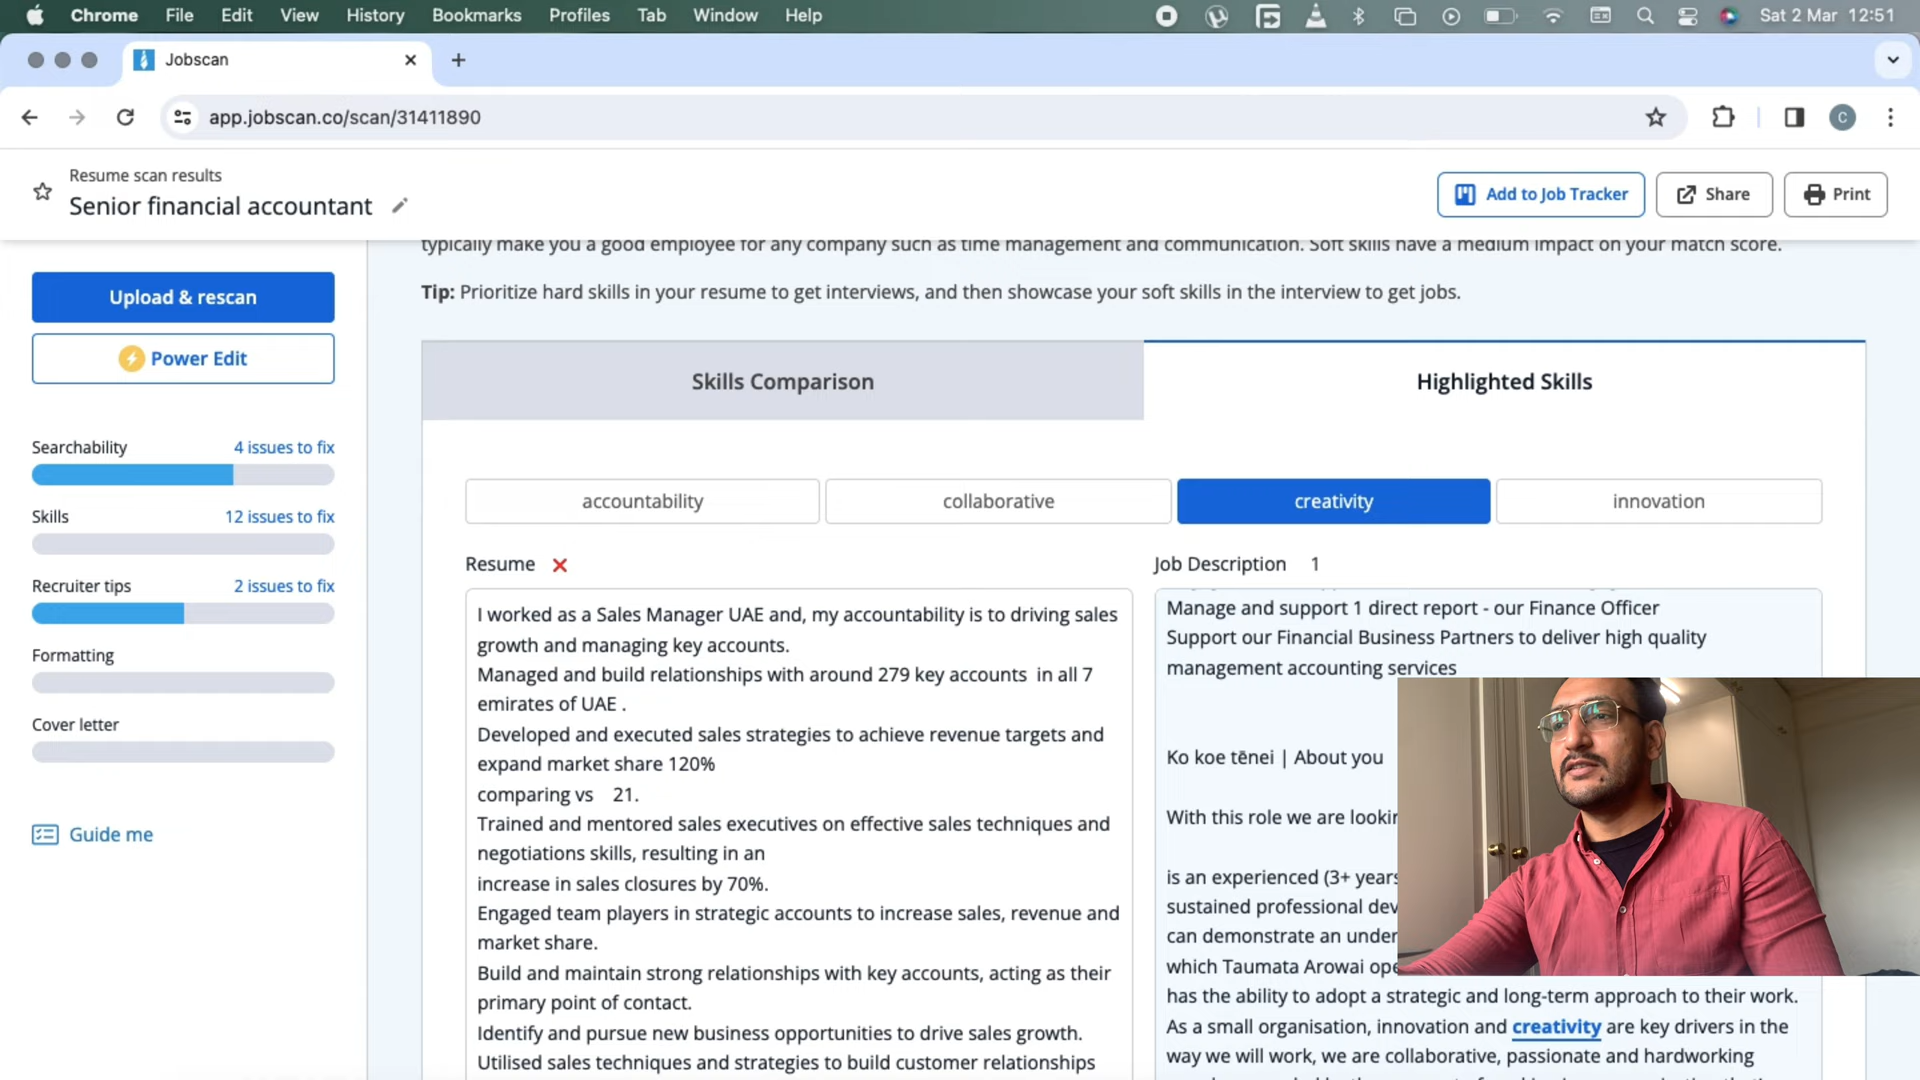 Chrome File Edit View History Bookmarks Profiles Tab Window Help Sat 2 Mar 12:51
Jobscan
app.jobscan.co/scan/31411890
C
Resume scan results
Senior financial accountant
Add to Job Tracker
Share
Print
typically make you a good employee for any company such as time management and communication. Soft skills have a medium impact on your match score.
Tip: Prioritize hard skills in your resume to get interviews, and then showcase your soft skills in the interview to get jobs.
Upload & rescan
Power Edit
Searchability 4 issues to fix
Skills 12 issues to fix
Recruiter tips 2 issues to fix
Formatting
Cover letter
Guide me
Skills Comparison
Highlighted Skills
accountability
collaborative
creativity
innovation
Resume
I worked as a Sales Manager UAE and, my accountability is to driving sales
growth and managing key accounts.
Managed and build relationships with around 279 key accounts in all 7
emirates of UAE .
Developed and executed sales strategies to achieve revenue targets and
expand market share 120%
comparing vs 21.
Trained and mentored sales executives on effective sales techniques and
negotiations skills, resulting in an
increase in sales closures by 70%.
Engaged team players in strategic accounts to increase sales, revenue and
market share.
Build and maintain strong relationships with key accounts, acting as their
primary point of contact.
Identify and pursue new business opportunities to drive sales growth.
Utilised sales techniques and strategies to build customer relationships
Job Description 1
Manage and support 1 direct report - our Finance Officer
Support our Financial Business Partners to deliver high quality
management accounting services
Ko koe tēnei | About you
With this role we are
is an experienced (3+
sustained professional
can demonstrate an
which Taumata Arowai
has the ability to adopt a strategic and long-term approach to their work.
As a small organisation, innovation and creativity are key drivers in the
way we will work, we are collaborative, passionate and hardworking